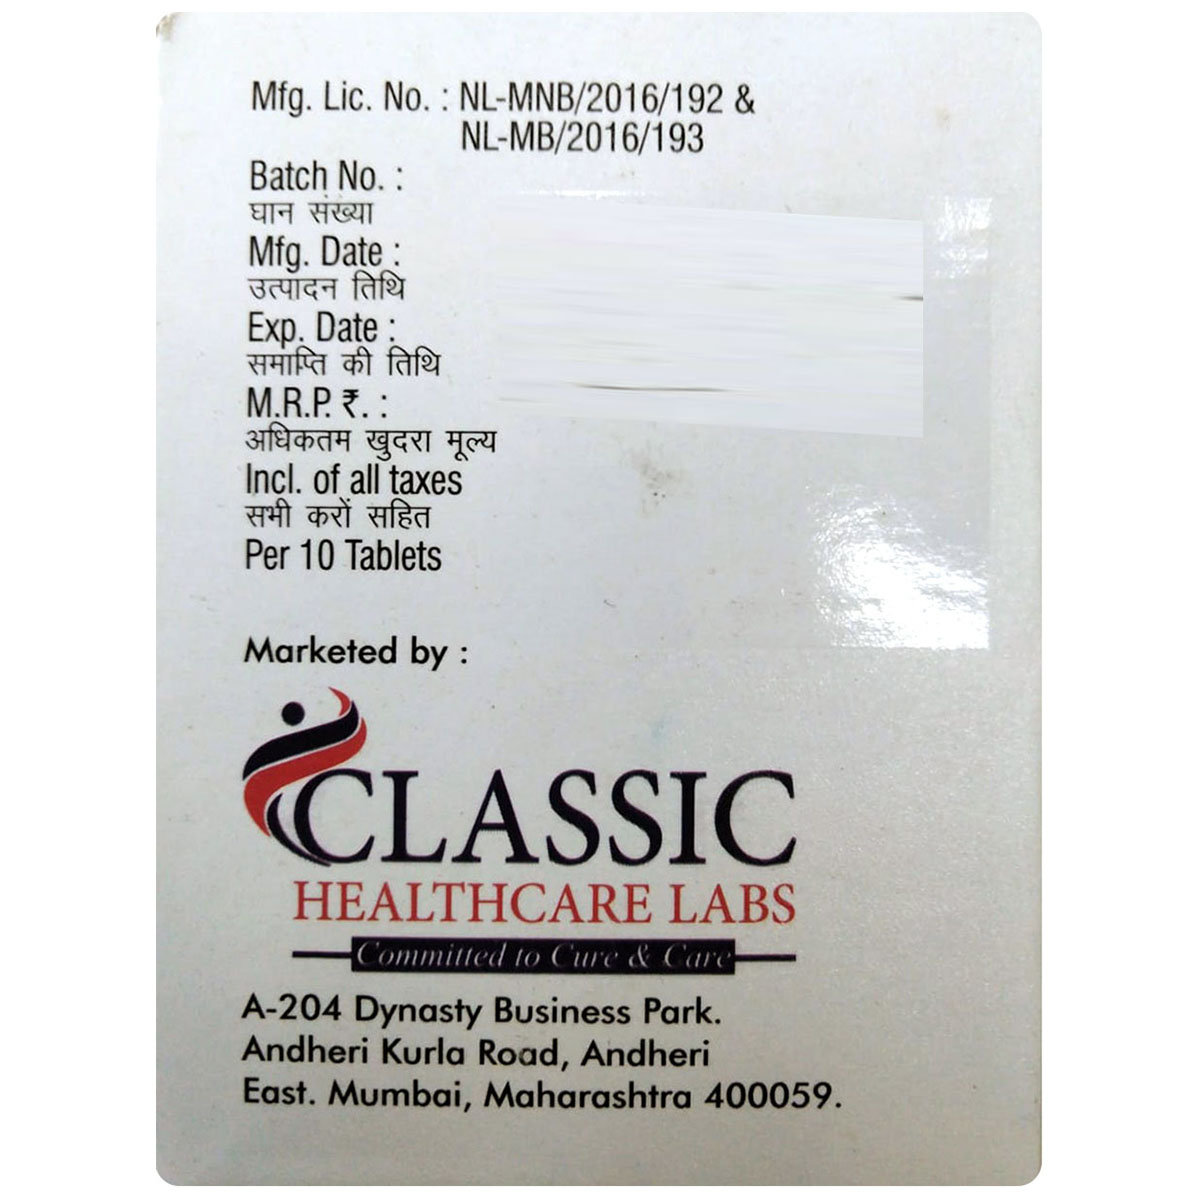 Mfg. Lic. No. : NL-MNB/2016/192 &
NL-MB/2016/193
Batch No. :
घान संख्या
Mfg. Date :
उत्पादन तिथि
Exp. Date :
समाप्ति की तिथि
M.R.P. ₹. :
अधिकतम खुदरा मूल्य
Incl. of all taxes
सभी करों सहित
Per 10 Tablets
Marketed by :
CLASSIC
HEALTHCARE LABS
Committed to Cure & Care
A-204 Dynasty Business Park.
Andheri Kurla Road, Andheri
East. Mumbai, Maharashtra 400059.